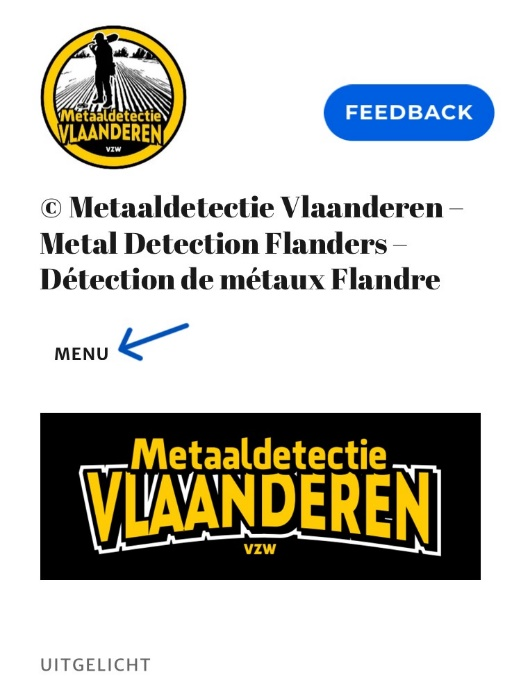 Metaaldetectie
VLAANDEREN
VZW
FEEDBACK
© Metaaldetectie Vlaanderen –
Metal Detection Flanders –
Détection de métaux Flandre
MENU
Metaaldetectie
VLAANDEREN
VZW
UITGELICHT